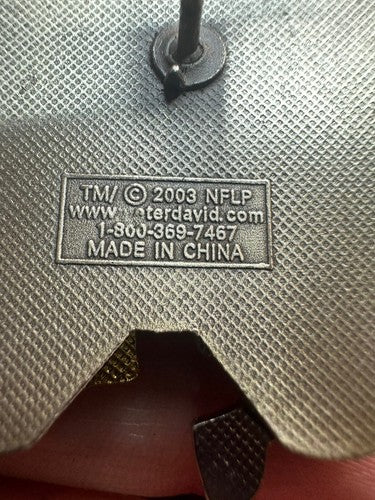 TM/ © 2003 NFLP
1-800-369-7467
MADE IN CHINA